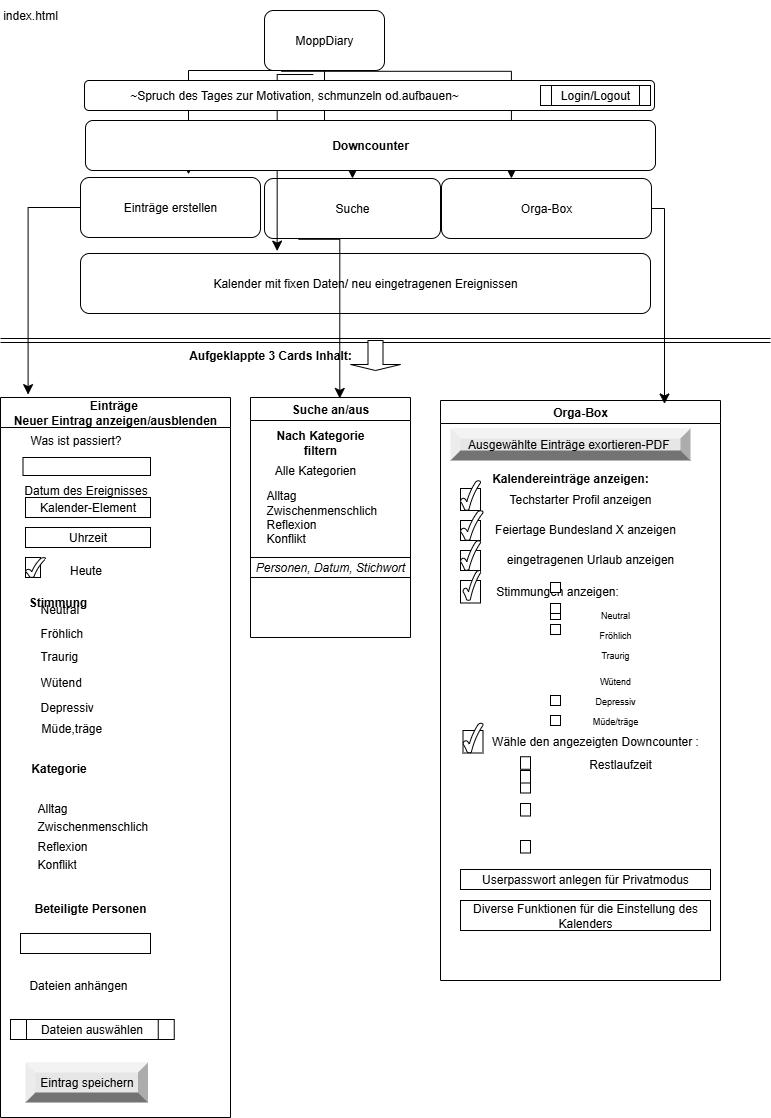 index.html
MoppDiary
~Spruch des Tages zur Motivation, schmunzeln od.aufbauen~
Login/Logout
Downcounter
Einträge erstellen
Suche
Orga-Box
Kalender mit fixen Daten/ neu eingetragenen Ereignissen
Aufgeklappte 3 Cards Inhalt:
Einträge
Neuer Eintrag anzeigen/ausblenden
Was ist passiert?
Datum des Ereignisses
Kalender-Element
Uhrzeit
Heute
Stimmung
Neutral
Fröhlich
Traurig
Wütend
Depressiv
Müde,träge
Kategorie
Alltag
Zwischenmenschlich
Reflexion
Konflikt
Beteiligte Personen
Dateien anhängen
Dateien auswählen
Eintrag speichern
Suche an/aus
Nach Kategorie
filtern
Alle Kategorien
Alltag
Zwischenmenschlich
Reflexion
Konflikt
Personen, Datum, Stichwort
Orga-Box
Ausgewählte Einträge exortieren-PDF
Kalendereinträge anzeigen:
Techstarter Profil anzeigen
Feiertage Bundesland X anzeigen
eingetragenen Urlaub anzeigen
Stimmungen anzeigen:
Neutral
Fröhlich
Traurig
Wütend
Depressiv
Müde/träge
Wähle den angezeigten Downcounter :
Restlaufzeit
Userpasswort anlegen für Privatmodus
Diverse Funktionen für die Einstellung des
Kalenders